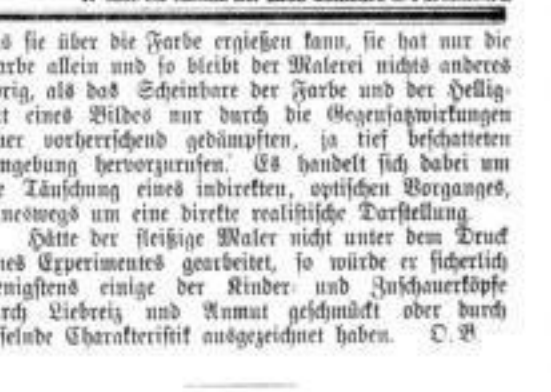 s sie über die Farbe ergießen kann, sie hat nur die
arbe allein und so bleibt der Malerei nichts anderes
rig, als das Scheinbare der Farbe und der Hellig-
t eines Bildes nur durch die Gegensatzwirkungen
ner vorherrschend gedämpften, ja tief beschatteten
mgebung hervorzurufen. Es handelt sich dabei um
e Täuschung eines indirekten, optischen Vorganges,
neswegs um eine direkte realistische Darstellung
Hätte der fleißige Maler nicht unter dem Druck
nes Experimentes gearbeitet, so würde er sicherlich
enigstens einige der Kinder- und Zuschauerköpfe
rch Liebreiz und Anmut geschmückt oder durch
sselnde Charakteristik ausgezeichnet haben. O. B.